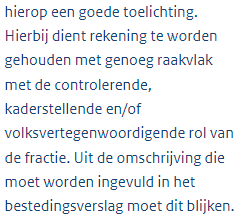 hierop een goede toelichting.
Hierbij dient rekening te worden
gehouden met genoeg raakvlak
met de controlerende,
kaderstellende en/of
volksvertegenwoordigende rol van
de fractie. Uit de omschrijving die
moet worden ingevuld in het
bestedingsverslag moet dit blijken.